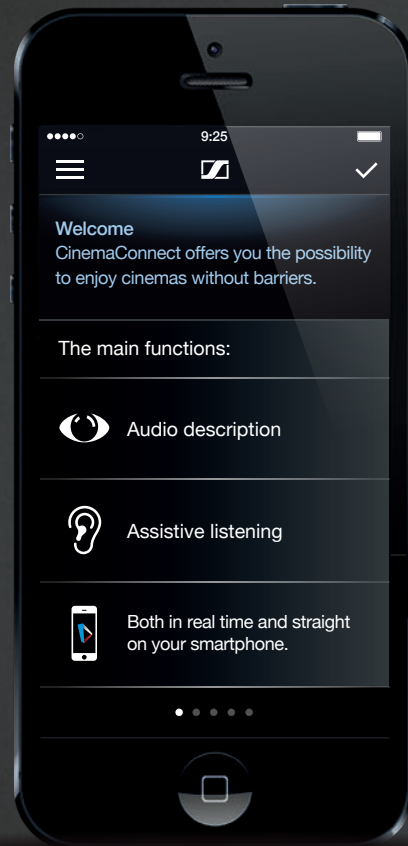 9:25
Welcome
CinemaConnect offers you the possibility
to enjoy cinemas without barriers.
The main functions:
Audio description
Assistive listening
Both in real time and straight
on your smartphone.